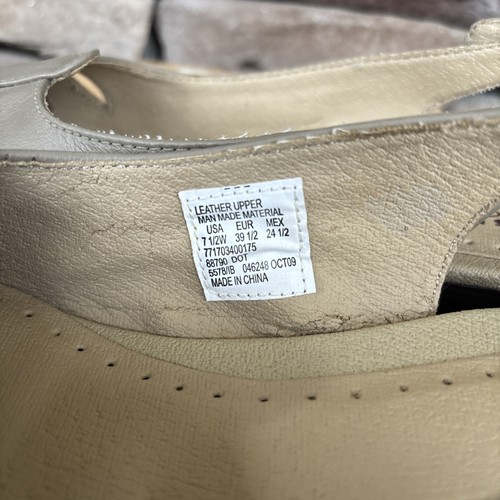 LEATHER UPPER
MAN MADE MATERIAL
USA EUR MEX
7 1/2W 39 1/2 24 1/2
771703400175
88790 DOT
5578/IB 046248 OCT09
MADE IN CHINA